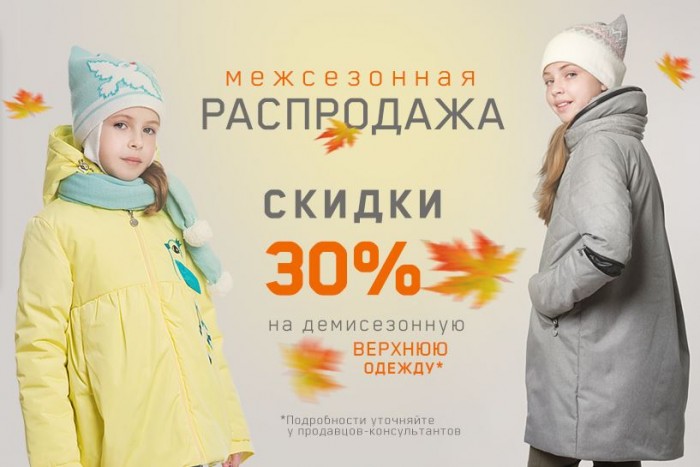 межсезонная
РАСПРОДАЖА
СКИДКИ
30%
на демисезонную
ВЕРХНЮЮ
ОДЕЖДУ*
*Подробности уточняйте
у продавцов-консультантов